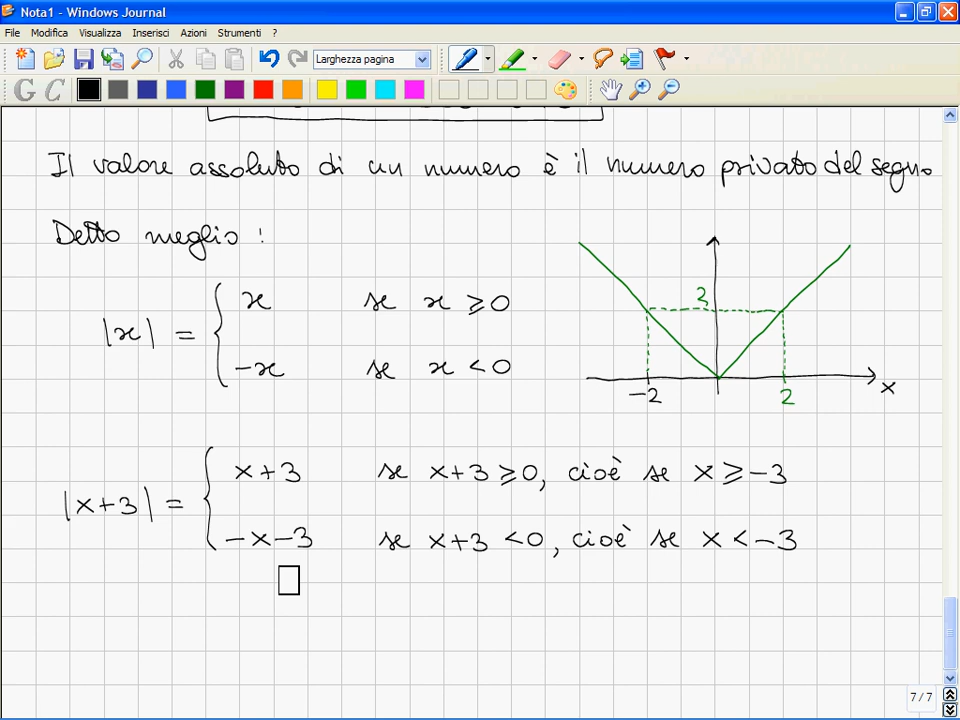 Nota1 - Windows Journal
File Modifica Visualizza Inserisci Azioni Strumenti ?
Larghezza pagina
G C
Il valore assoluto di un numero è il numero privato del segno
Detto meglio :
|x| = { x se x ≥ 0
-x se x < 0
2
-2 2 x
|x+3| = { x+3 se x+3 ≥ 0, cioè se x ≥ -3
-x-3 se x+3 < 0, cioè se x < -3
7 / 7